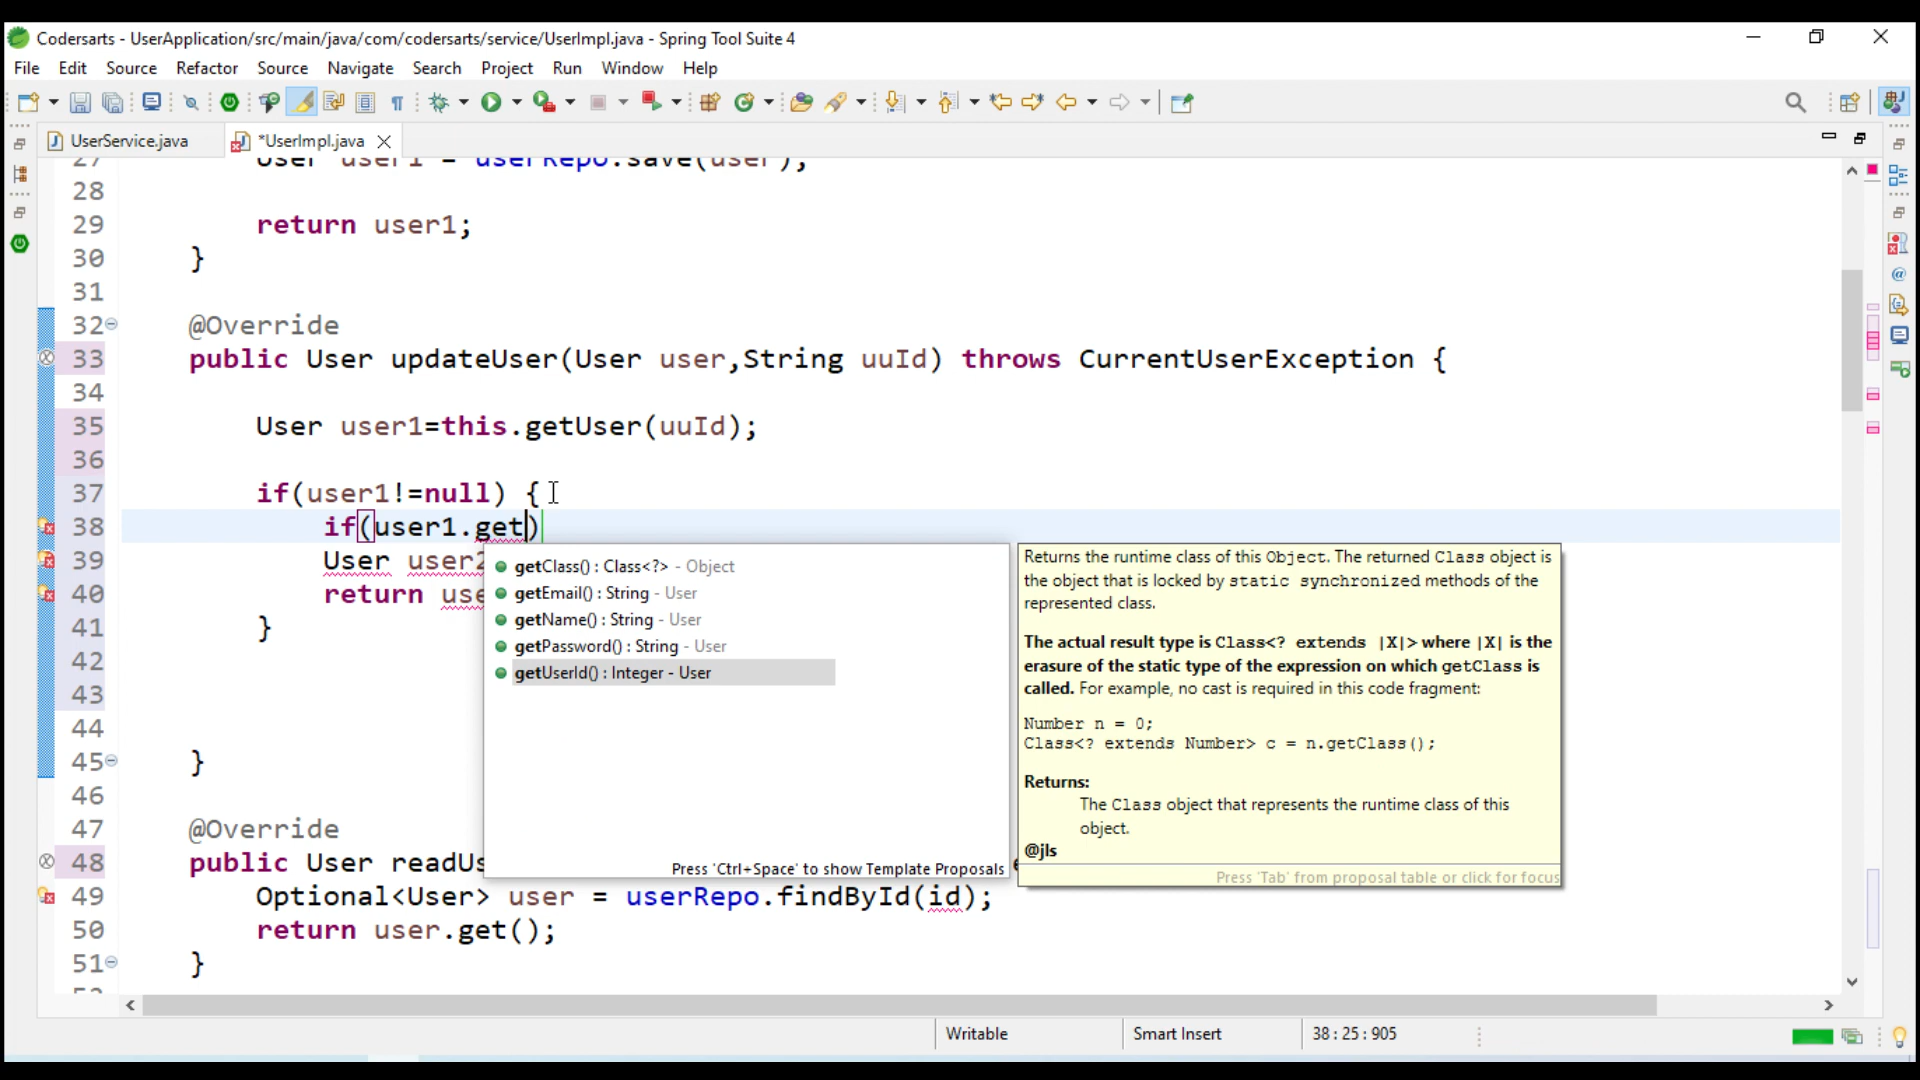 Codersarts - UserApplication/src/main/java/com/codersarts/service/UserImpl.java - Spring Tool Suite 4
File Edit Source Refactor Source Navigate Search Project Run Window Help
UserService.java *UserImpl.java
27 User user1 = userRepo.save(user);
28
29 return user1;
30 }
31
32 @Override
33 public User updateUser(User user,String uuId) throws CurrentUserException {
34
35 User user1=this.getUser(uuId);
36
37 if(user1!=null) {
38 if(user1.get)
39 User user2
40 return use
41 }
42
43
44
45 }
46
47 @Override
48 public User readUs
49 Optional<User> user = userRepo.findById(id);
50 return user.get();
51 }
getClass() : Class<?> - Object
getEmail() : String - User
getName() : String - User
getPassword() : String - User
getUserId() : Integer - User
Press 'Ctrl+Space' to show Template Proposals
Returns the runtime class of this Object. The returned Class object is
the object that is locked by static synchronized methods of the
represented class.
The actual result type is Class<? extends |X|> where |X| is the
erasure of the static type of the expression on which getClass is
called. For example, no cast is required in this code fragment:
Number n = 0;
Class<? extends Number> c = n.getClass();
Returns:
The Class object that represents the runtime class of this
object.
@jls
Press 'Tab' from proposal table or click for focus
Writable Smart Insert 38 : 25 : 905